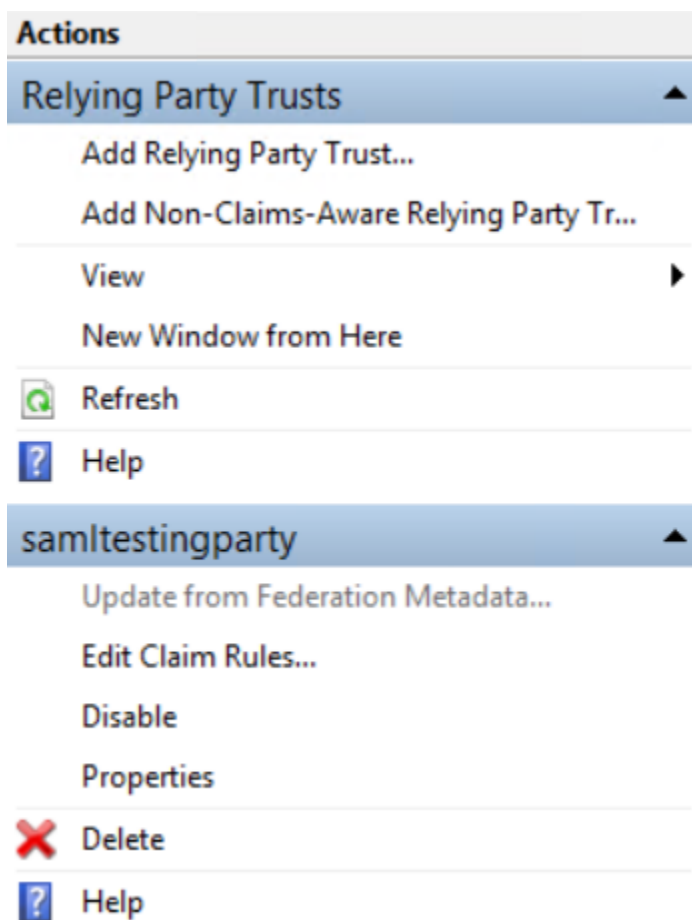 Actions
Relying Party Trusts
Add Relying Party Trust...
Add Non-Claims-Aware Relying Party Tr...
View
New Window from Here
Refresh
Help
samltestingparty
Update from Federation Metadata...
Edit Claim Rules...
Disable
Properties
Delete
Help